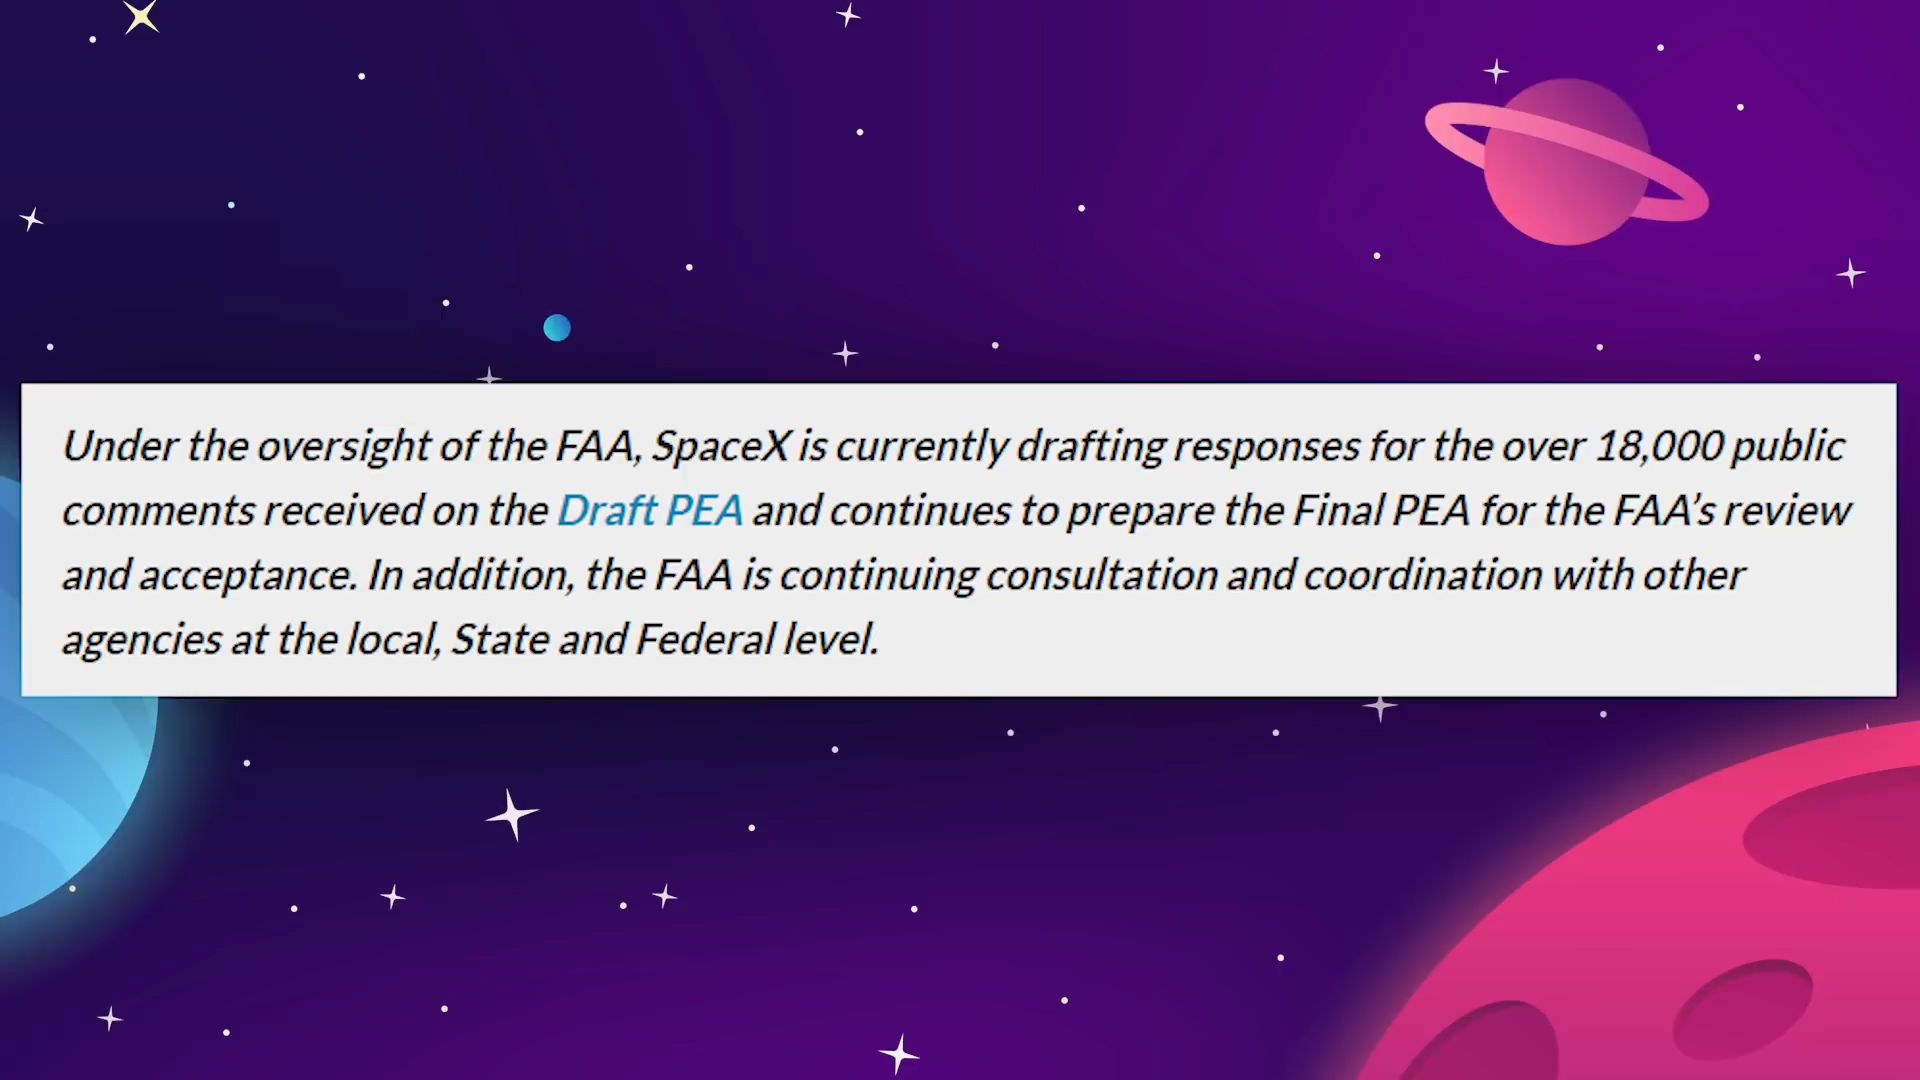 Under the oversight of the FAA, SpaceX is currently drafting responses for the over 18,000 public
comments received on the Draft PEA and continues to prepare the Final PEA for the FAA’s review
and acceptance. In addition, the FAA is continuing consultation and coordination with other
agencies at the local, State and Federal level.